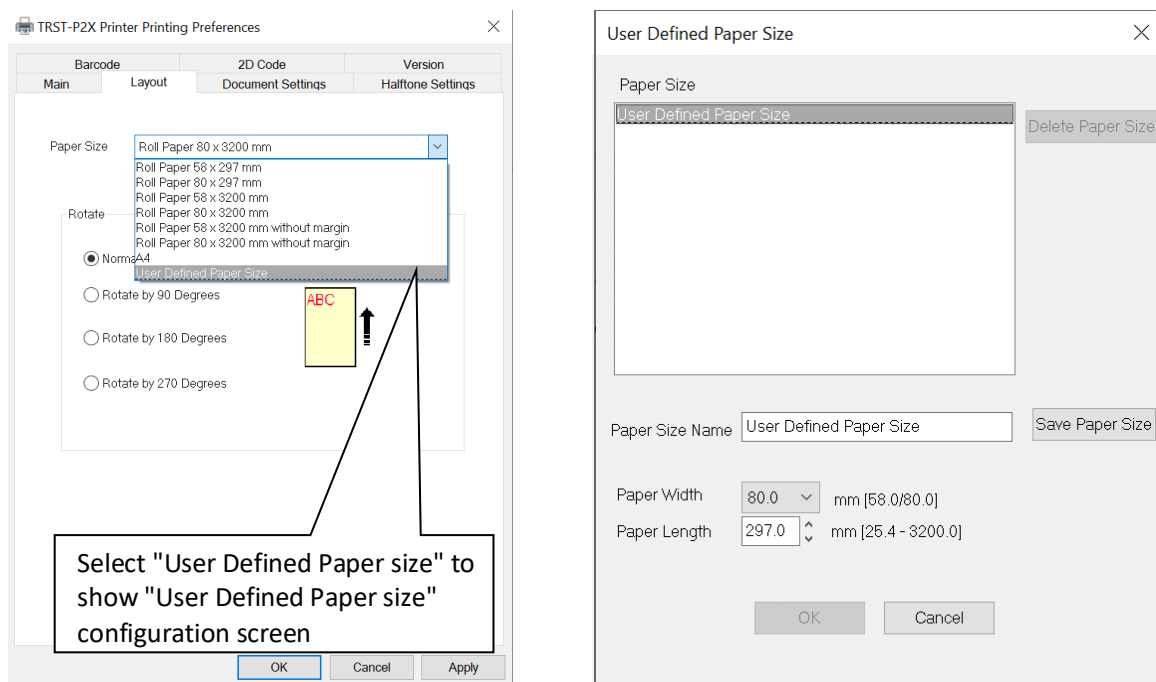 TRST-P2X Printer Printing Preferences
Barcode 2D Code Version
Main Layout Document Settings Halftone Settings
Paper Size Roll Paper 80 x 3200 mm
Roll Paper 58 x 297 mm
Roll Paper 80 x 297 mm
Roll Paper 58 x 3200 mm
Roll Paper 80 x 3200 mm
Roll Paper 58 x 3200 mm without margin
Roll Paper 80 x 3200 mm without margin
A4
User Defined Paper Size
Rotate
Norma
Rotate by 90 Degrees
ABC
Rotate by 180 Degrees
Rotate by 270 Degrees
Select "User Defined Paper size" to
show "User Defined Paper size"
configuration screen
OK Cancel Apply
User Defined Paper Size
Paper Size
User Defined Paper Size
Delete Paper Size
Paper Size Name User Defined Paper Size Save Paper Size
Paper Width 80.0 mm [58.0/80.0]
Paper Length 297.0 mm [25.4 - 3200.0]
OK Cancel